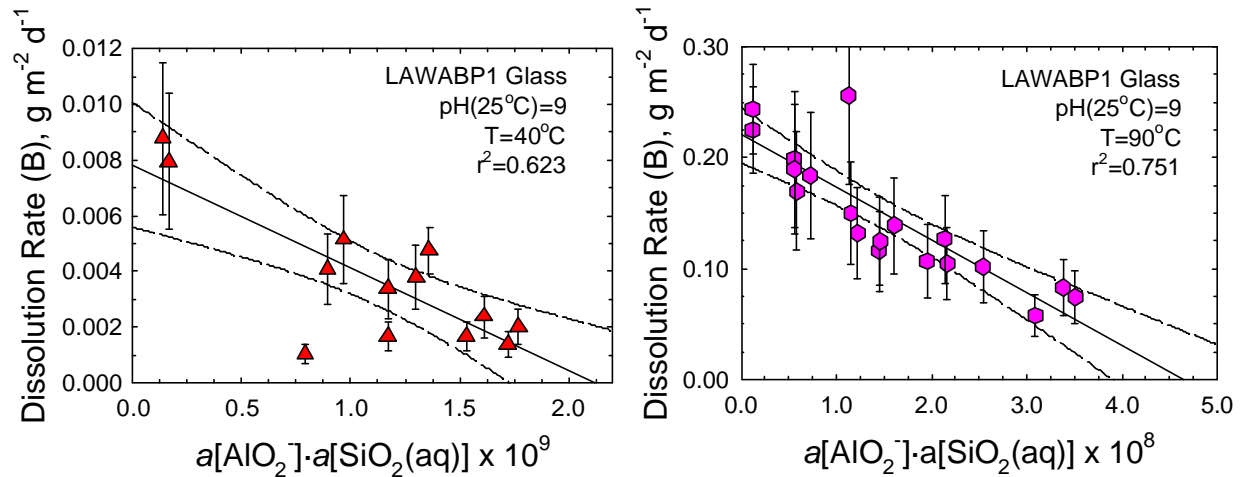 Dissolution Rate (B), g m⁻² d⁻¹
0.012
0.010
0.008
0.006
0.004
0.002
0.000
LAWABP1 Glass
pH(25°C)=9
T=40°C
r²=0.623
0.0 0.5 1.0 1.5 2.0
a[AlO₂⁻]·a[SiO₂(aq)] x 10⁹
Dissolution Rate (B), g m⁻² d⁻¹
0.30
0.20
0.10
0.00
LAWABP1 Glass
pH(25°C)=9
T=90°C
r²=0.751
0.0 1.0 2.0 3.0 4.0 5.0
a[AlO₂⁻]·a[SiO₂(aq)] x 10⁸